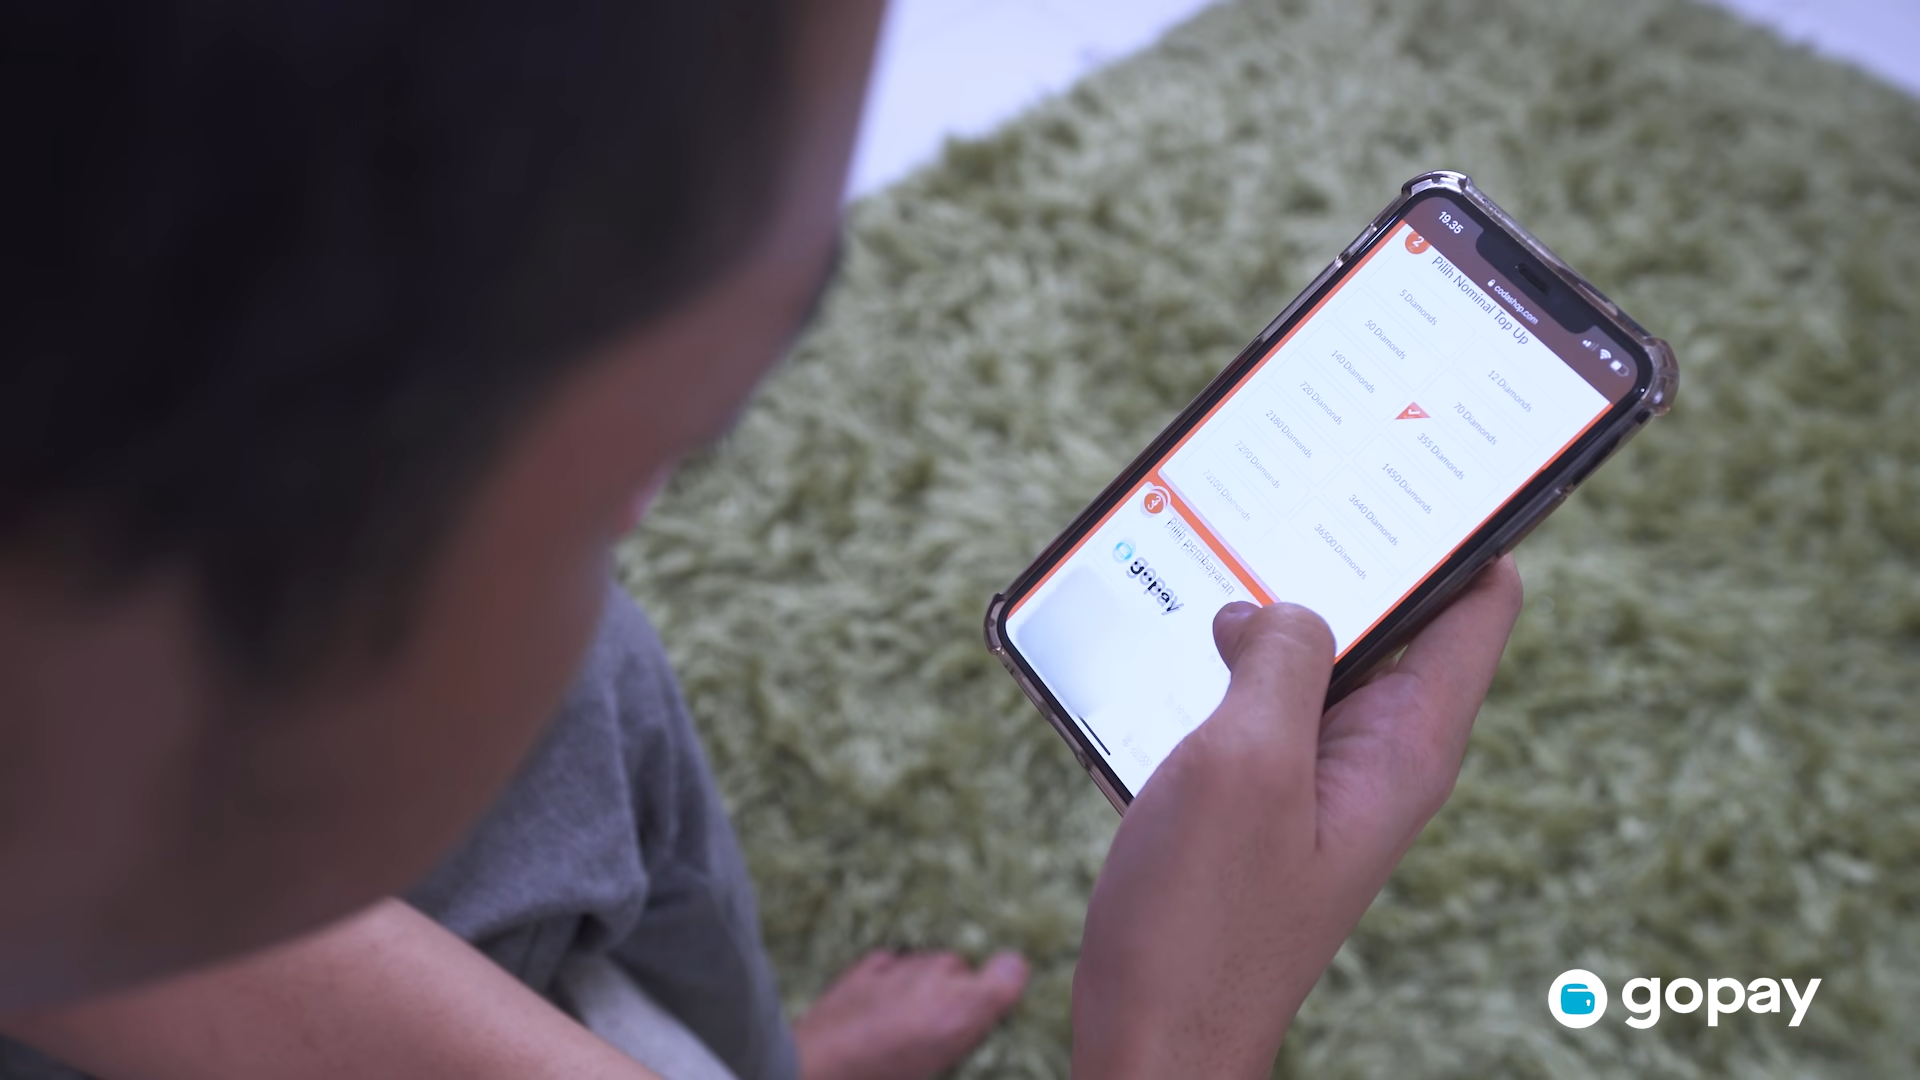 19.35
codashop.com
2 Pilih Nominal Top Up
5 Diamonds
12 Diamonds
50 Diamonds
70 Diamonds
140 Diamonds
355 Diamonds
720 Diamonds
1450 Diamonds
2180 Diamonds
3640 Diamonds
7290 Diamonds
36500 Diamonds
3 Pilih pembayaran
gopay
gopay